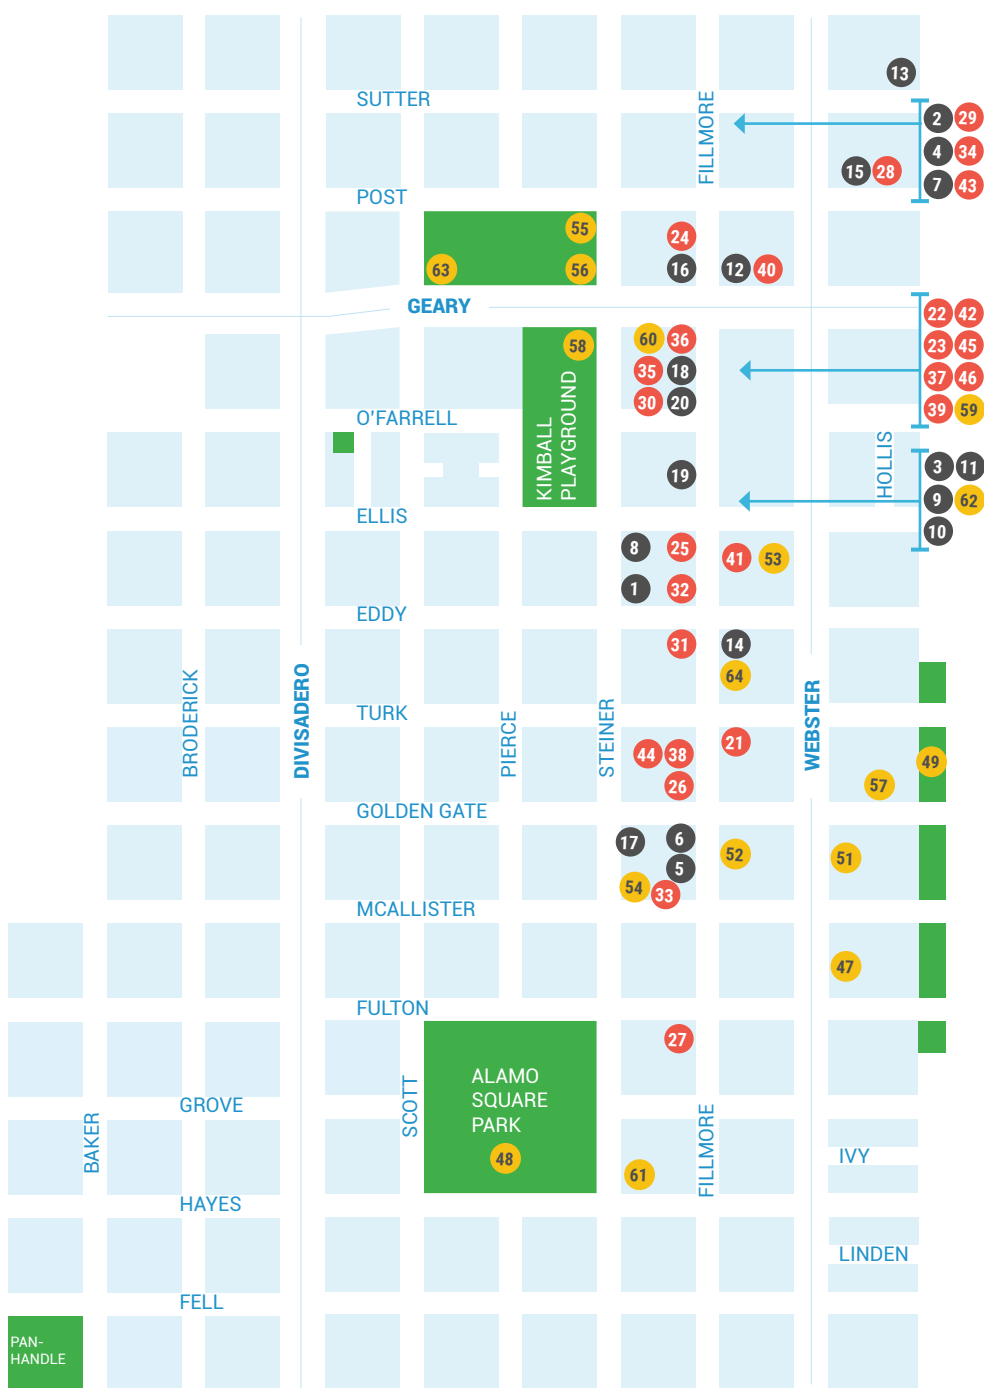 13
SUTTER
FILLMORE
2 29
4 34
7 43
15 28
POST
55
63 56
24
16 12 40
GEARY
22 42
23 45
37 46
39 59
58
60 36
35 18
30 20
KIMBALL
PLAYGROUND
O'FARRELL
HOLLIS
19
3 11
9 62
10
ELLIS
8 25
41 53
1 32
EDDY
31 14
64
BRODERICK
DIVISADERO
TURK
PIERCE
STEINER
WEBSTER
44 38
26
21
49
57
GOLDEN GATE
17 6
5
54 33
52
51
MCALLISTER
47
FULTON
27
ALAMO
SQUARE
PARK
48
SCOTT
GROVE
BAKER
61
FILLMORE
IVY
HAYES
LINDEN
FELL
PAN-
HANDLE